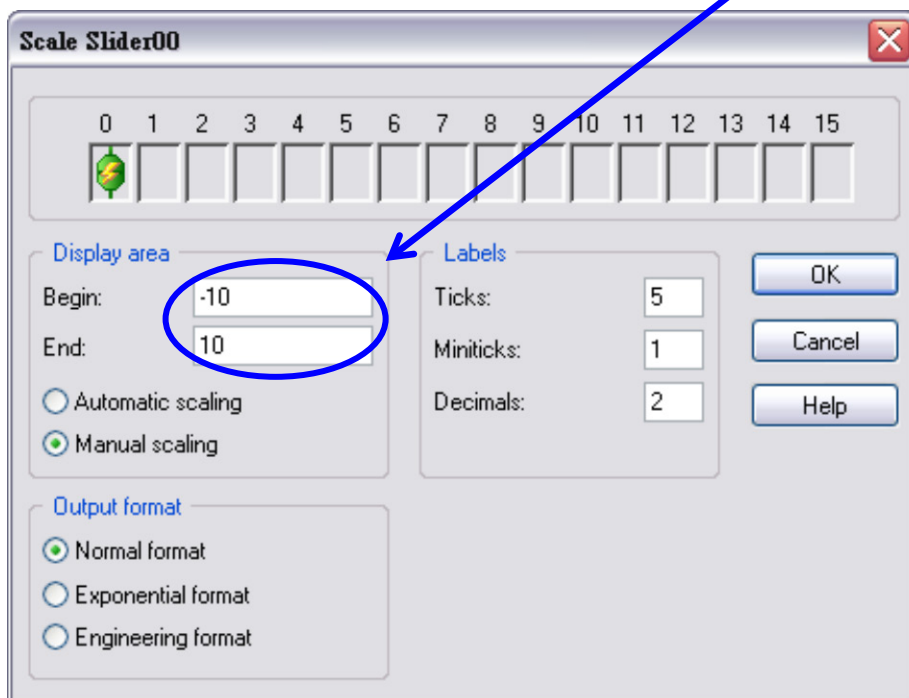 Scale Slider00
0 1 2 3 4 5 6 7 8 9 10 11 12 13 14 15
Display area
Begin: -10
End: 10
Automatic scaling
Manual scaling
Labels
Ticks: 5
Miniticks: 1
Decimals: 2
OK
Cancel
Help
Output format
Normal format
Exponential format
Engineering format